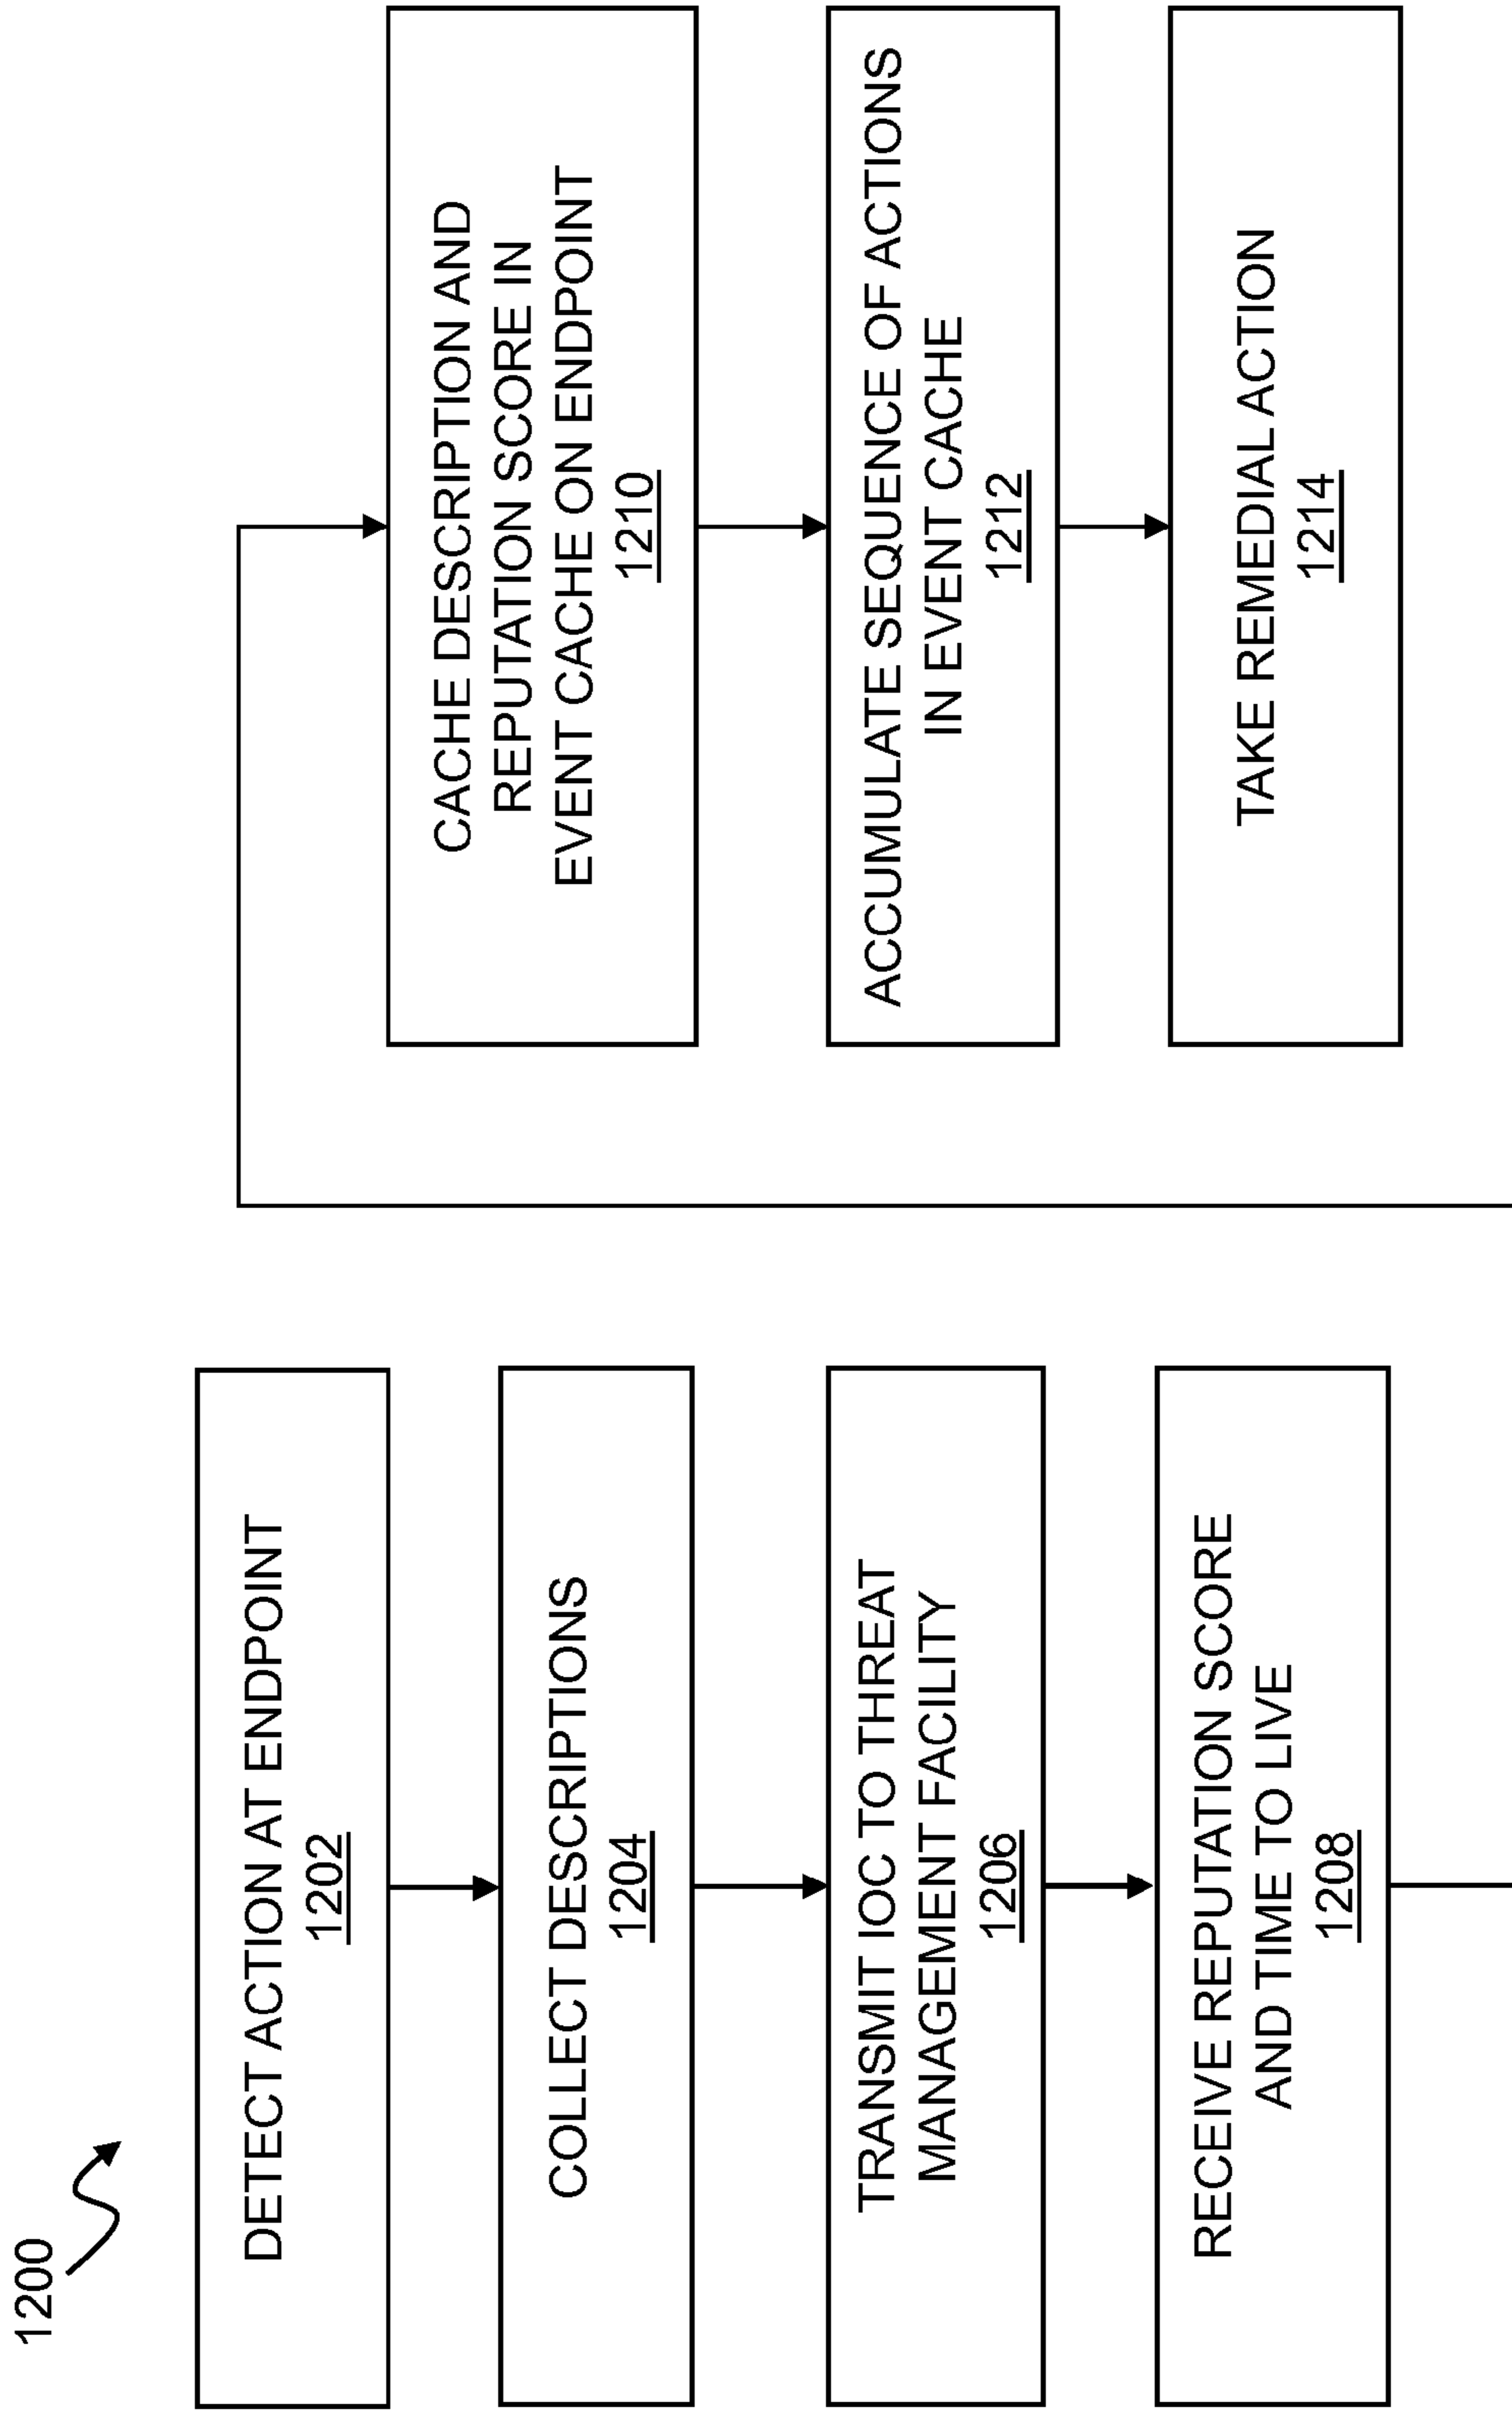 1200
DETECT ACTION AT ENDPOINT
1202
COLLECT DESCRIPTIONS
1204
TRANSMIT IOC TO THREAT
MANAGEMENT FACILITY
1206
RECEIVE REPUTATION SCORE
AND TIME TO LIVE
1208
CACHE DESCRIPTION AND
REPUTATION SCORE IN
EVENT CACHE ON ENDPOINT
1210
ACCUMULATE SEQUENCE OF ACTIONS
IN EVENT CACHE
1212
TAKE REMEDIAL ACTION
1214